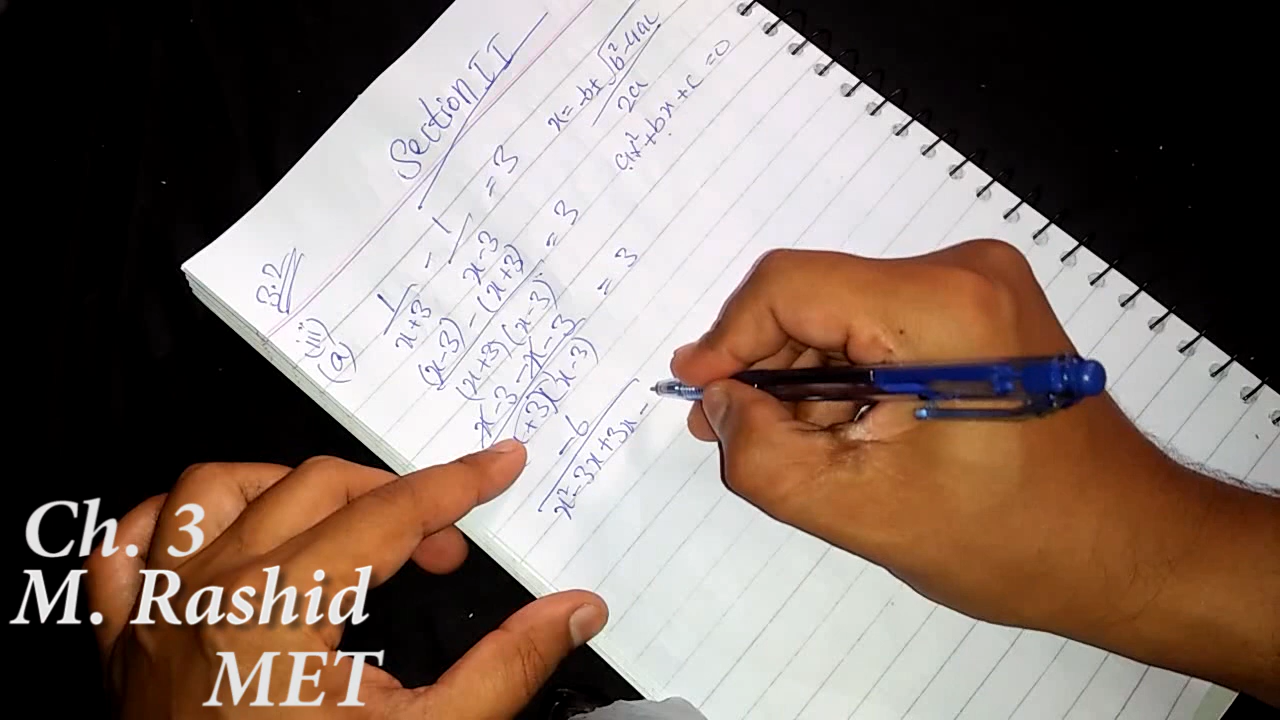 Section II
x = -b± √b²-4ac
2a
ax²+bx+c=0
3.2
(iii)
(a)
1/x+3 - 1/x-3 = 3
(x-3) - (x+3) = 3
(x+3)(x-3)
x-3-x-3 = 3
+3)(x-3)
-6
x²-3x+3x-
Ch. 3
M. Rashid
MET